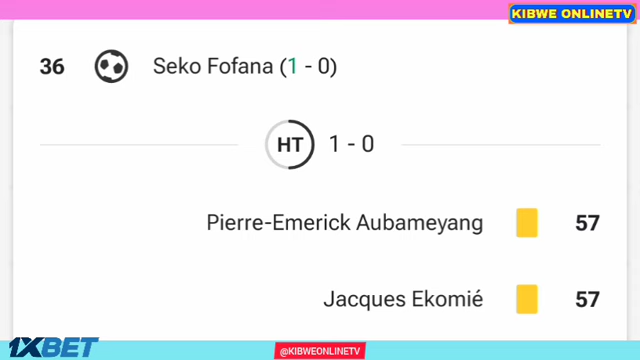 KIBWE ONLINETV
36 Seko Fofana (1 - 0)
HT 1 - 0
Pierre-Emerick Aubameyang 57
Jacques Ekomié 57
1XBET
@KIBWEONLINETV